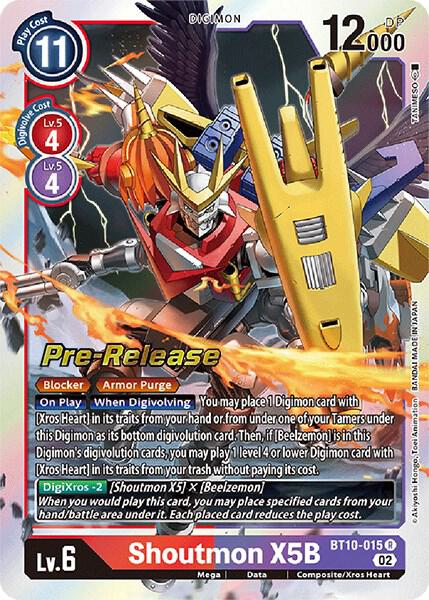 Play Cost
11
DIGIMON
DP
12000
Digivolve Cost
Lv.5
4
Lv.5
4
TANIMESO
Pre-Release
Blocker Armor Purge
On Play When Digivolving You may place 1 Digimon card with
[Xros Heart] in its traits from your hand or from under one of your Tamers under
this Digimon as its bottom digivolution card. Then, if [Beelzemon] is in this
Digimon's digivolution cards, you may play 1 level 4 or lower Digimon card with
[Xros Heart] in its traits from your trash without paying its cost.
DigiXros -2 [Shoutmon X5] × [Beelzemon]
When you would play this card, you may place specified cards from your
hand/battle area under it. Each placed card reduces the play cost.
©Akiyoshi Hongo, Toei Animation BANDAI MADE IN JAPAN
Lv.6
Shoutmon X5B
BT10-015 R
02
Mega Data Composite/Xros Heart